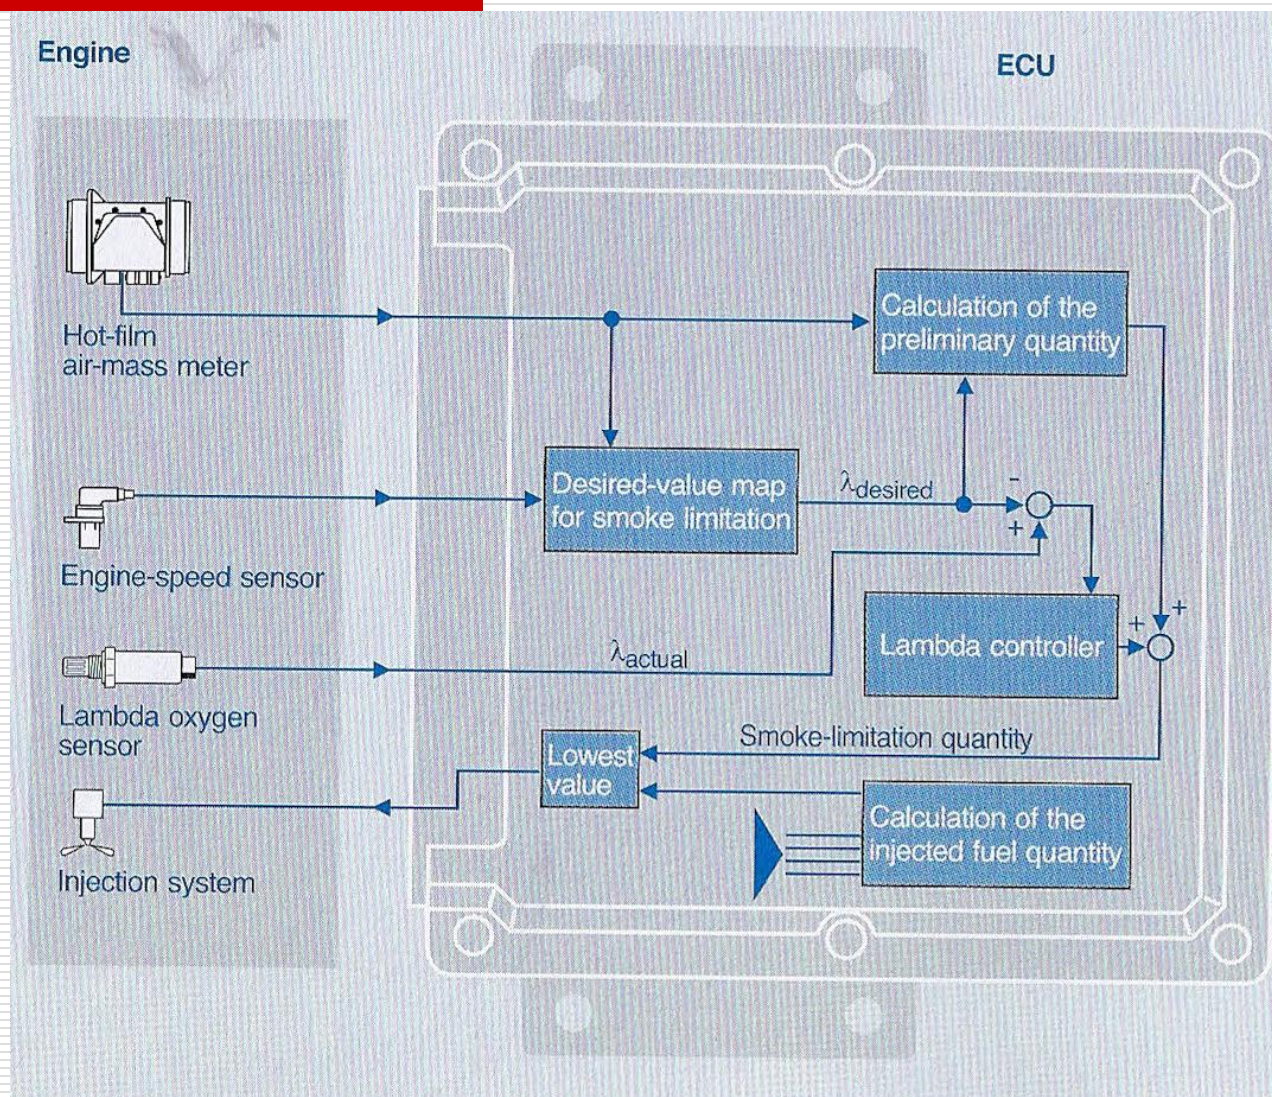 Engine
ECU
Hot-film
air-mass meter
Calculation of the
preliminary quantity
Desired-value map
for smoke limitation
λdesired
-
+
Engine-speed sensor
Lambda controller
+
+
λactual
Lambda oxygen
sensor
Smoke-limitation quantity
Lowest
value
Calculation of the
injected fuel quantity
Injection system